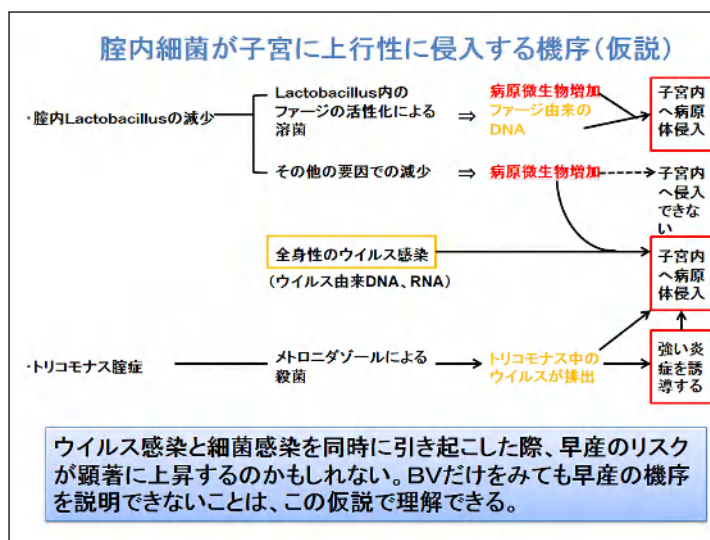 腟内細菌が子宮に上行性に侵入する機序(仮説)
・腟内Lactobacillusの減少
Lactobacillus内の
ファージの活性化による
溶菌
⇒
病原微生物増加
ファージ由来の
DNA
子宮内
へ病原
体侵入
その他の要因での減少
⇒
病原微生物増加
子宮内
へ侵入
できな
い
全身性のウイルス感染
(ウイルス由来DNA、RNA)
子宮内
へ病原
体侵入
・トリコモナス腟症
メトロニダゾールによる
殺菌
トリコモナス中の
ウイルスが排出
強い炎
症を誘
導する
ウイルス感染と細菌感染を同時に引き起こした際、早産のリスク
が顕著に上昇するのかもしれない。BVだけをみても早産の機序
を説明できないことは、この仮説で理解できる。